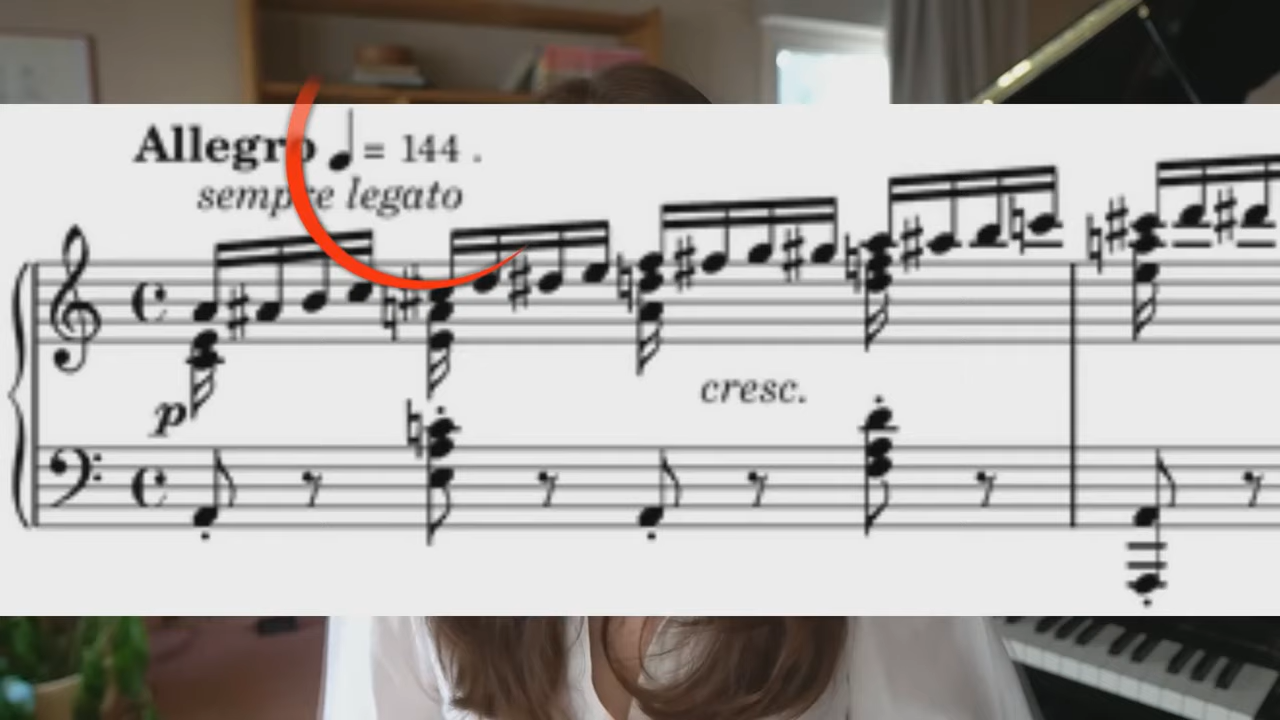 Allegro ♩ = 144 .
sempre legato
p
cresc.